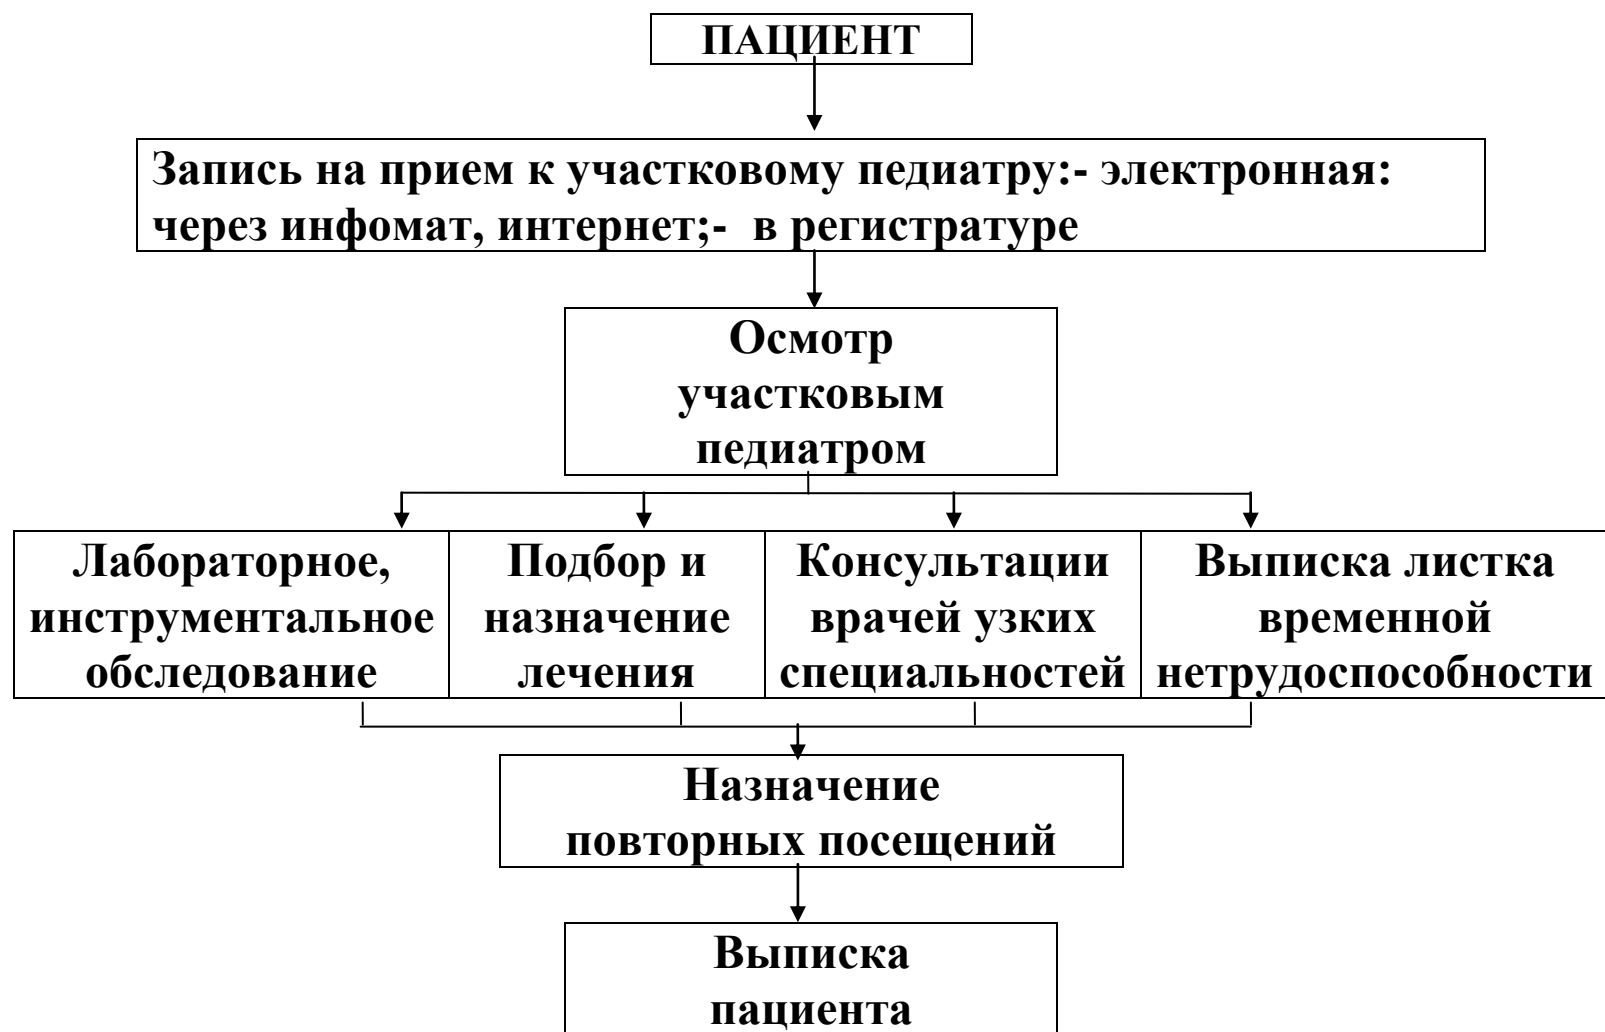 ПАЦИЕНТ
Запись на прием к участковому педиатру:- электронная:
через инфомат, интернет;- в регистратуре
Осмотр
участковым
педиатром
Лабораторное,
инструментальное
обследование
Подбор и
назначение
лечения
Консультации
врачей узких
специальностей
Выписка листка
временной
нетрудоспособности
Назначение
повторных посещений
Выписка
пациента